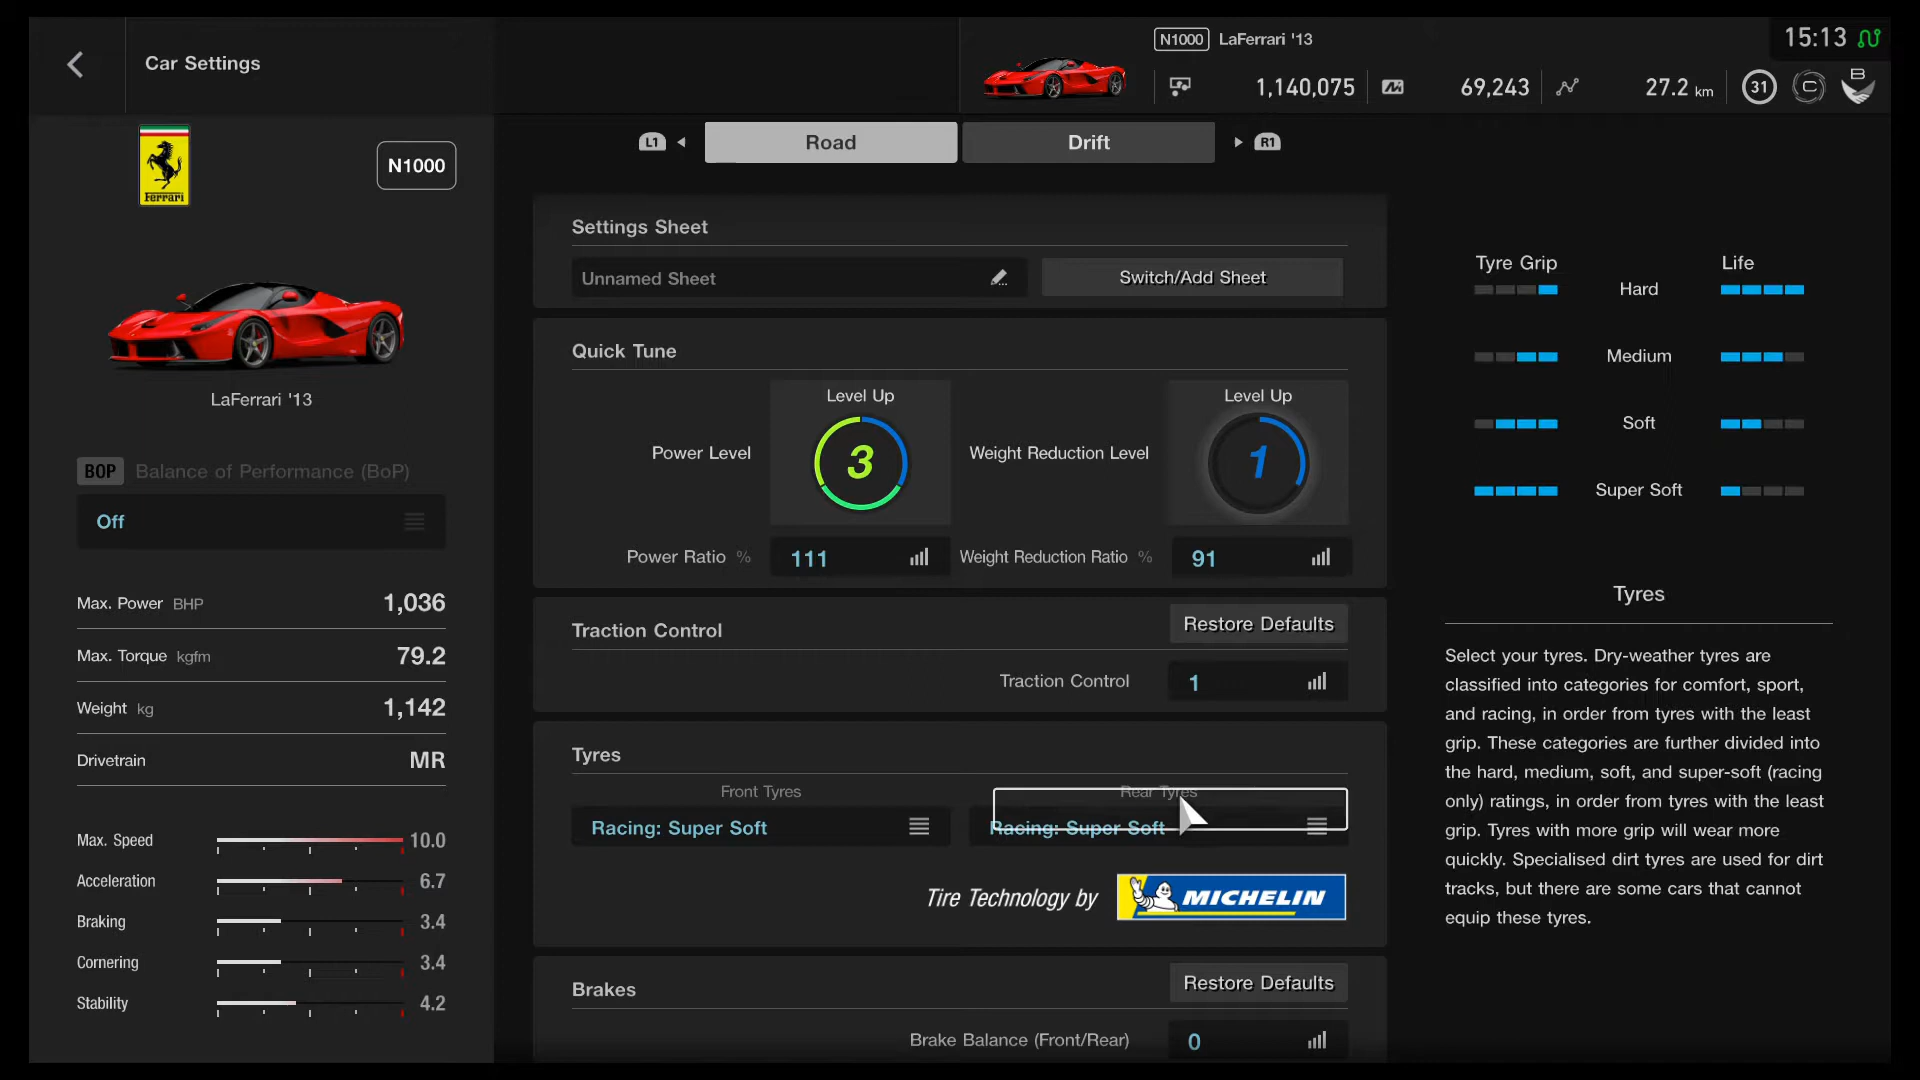 Car Settings
N1000 LaFerrari '13
15:13
1,140,075
69,243
27.2 km
31
C
B
Ferrari
N1000
LaFerrari '13
BOP Balance of Performance (BoP)
Off
Max. Power BHP 1,036
Max. Torque kgfm 79.2
Weight kg 1,142
Drivetrain MR
Max. Speed 10.0
Acceleration 6.7
Braking 3.4
Cornering 3.4
Stability 4.2
L1 Road Drift R1
Settings Sheet
Unnamed Sheet
Switch/Add Sheet
Quick Tune
Level Up
Power Level 3
Level Up
Weight Reduction Level 1
Power Ratio % 111
Weight Reduction Ratio % 91
Traction Control
Restore Defaults
Traction Control 1
Tyres
Front Tyres
Rear Tyres
Racing: Super Soft
Racing: Super Soft
Tire Technology by MICHELIN
Brakes
Restore Defaults
Brake Balance (Front/Rear) 0
Tyre Grip Life
Hard
Medium
Soft
Super Soft
Tyres
Select your tyres. Dry-weather tyres are
classified into categories for comfort, sport,
and racing, in order from tyres with the least
grip. These categories are further divided into
the hard, medium, soft, and super-soft (racing
only) ratings, in order from tyres with the least
grip. Tyres with more grip will wear more
quickly. Specialised dirt tyres are used for dirt
tracks, but there are some cars that cannot
equip these tyres.